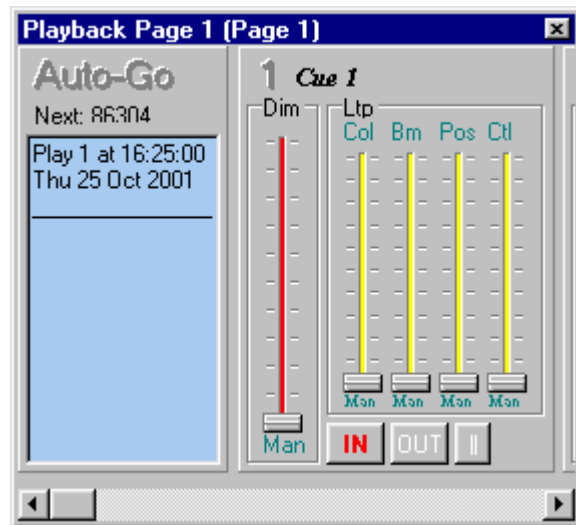 Playback Page 1 (Page 1)
Auto-Go
Next: 86304
Play 1 at 16:25:00
Thu 25 Oct 2001
1 Cue 1
Dim
Ltp
Col Bm Pos Ctl
Man Man Man Man
Man
IN OUT ||